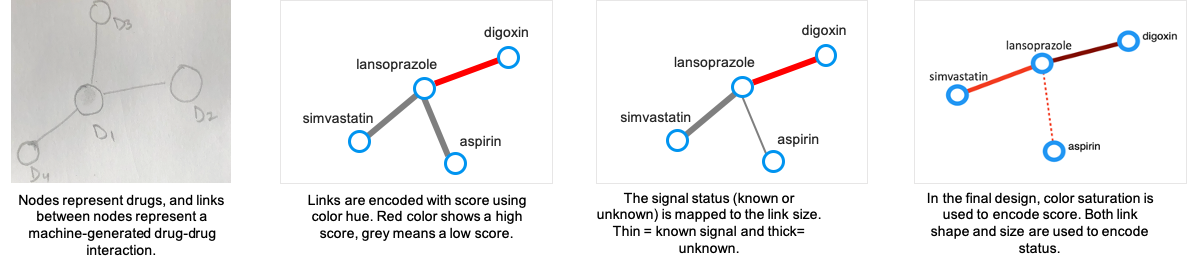 D3
D1
D2
D4
Nodes represent drugs, and links
between nodes represent a
machine-generated drug-drug
interaction.
digoxin
lansoprazole
simvastatin
aspirin
Links are encoded with score using
color hue. Red color shows a high
score, grey means a low score.
digoxin
lansoprazole
simvastatin
aspirin
The signal status (known or
unknown) is mapped to the link size.
Thin = known signal and thick=
unknown.
digoxin
lansoprazole
simvastatin
aspirin
In the final design, color saturation is
used to encode score. Both link
shape and size are used to encode
status.